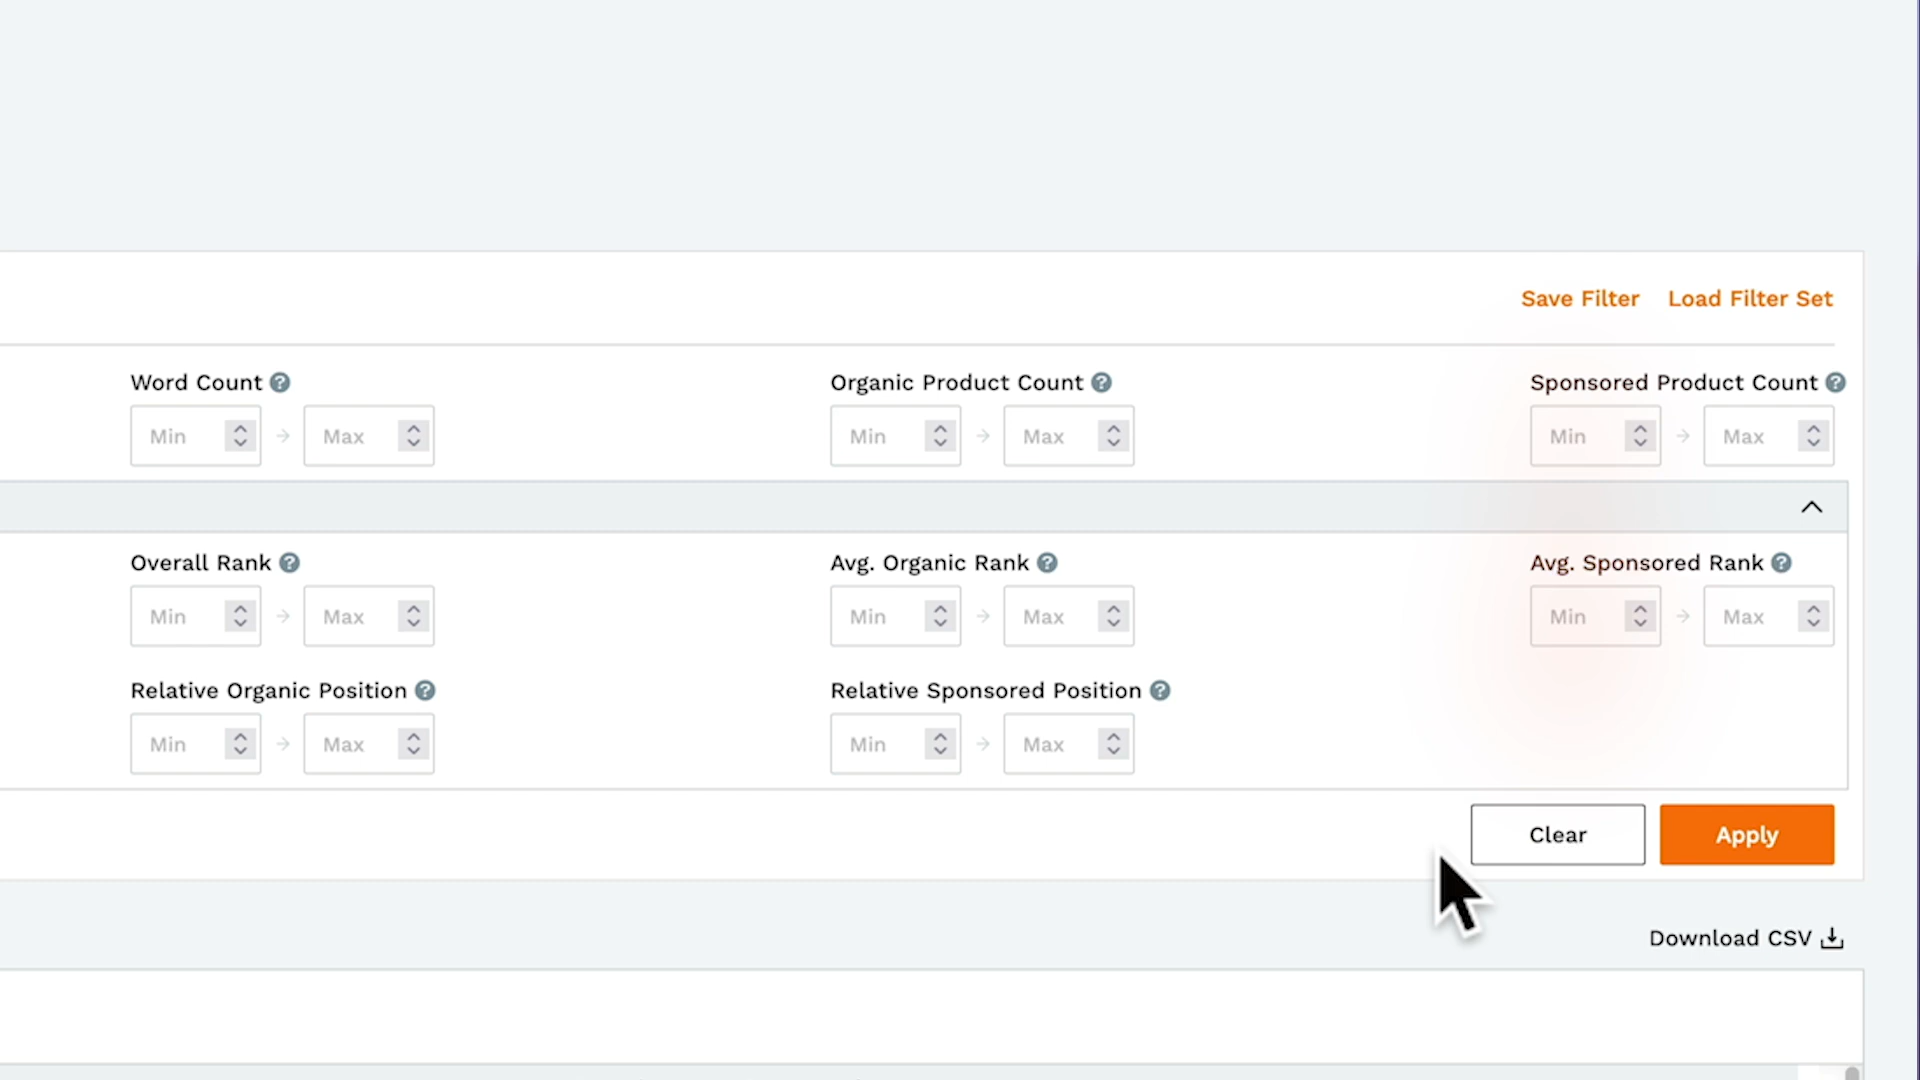 Save Filter Load Filter Set
Word Count ? Organic Product Count ? Sponsored Product Count ?
Min → Max Min → Max Min → Max
Overall Rank ? Avg. Organic Rank ? Avg. Sponsored Rank ?
Min → Max Min → Max Min → Max
Relative Organic Position ? Relative Sponsored Position ?
Min → Max Min → Max
Clear Apply
Download CSV